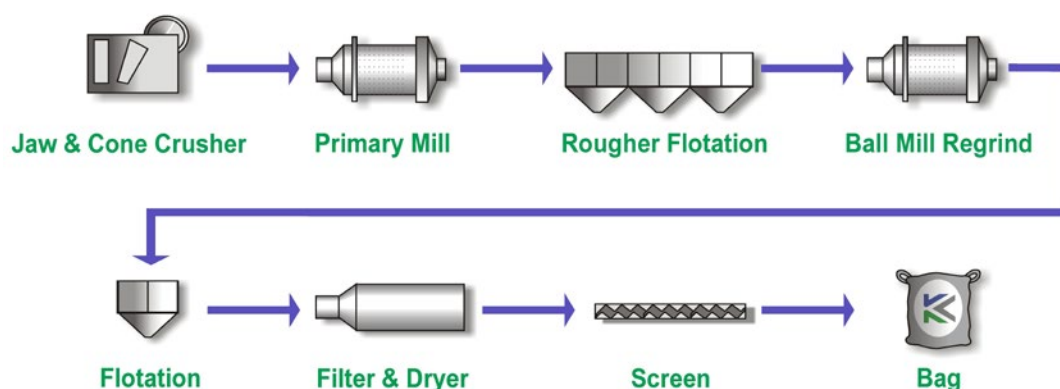 Jaw & Cone Crusher
Primary Mill
Rougher Flotation
Ball Mill Regrind
Flotation
Filter & Dryer
Screen
Bag